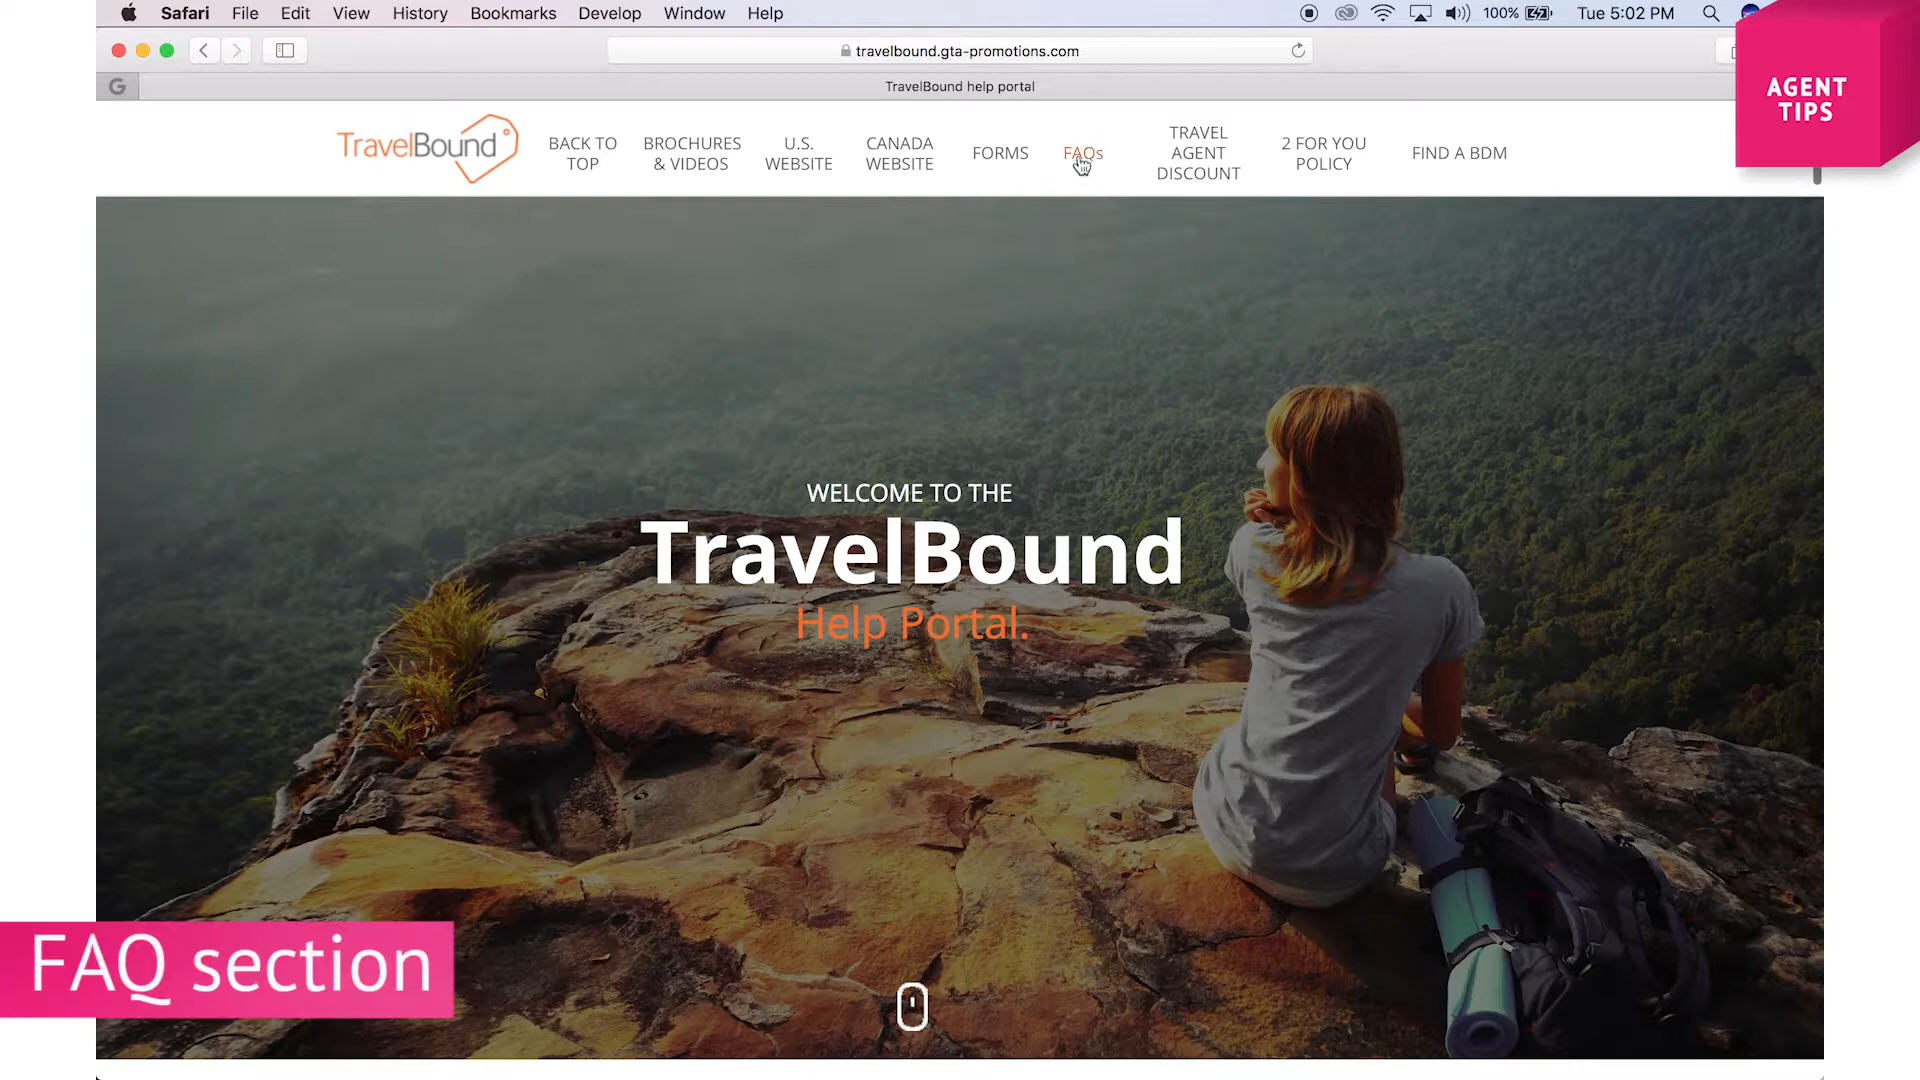 Safari File Edit View History Bookmarks Develop Window Help
100% Tue 5:02 PM
travelbound.gta-promotions.com
G
TravelBound help portal
AGENT
TIPS
TravelBound
BACK TO
TOP
BROCHURES
& VIDEOS
U.S.
WEBSITE
CANADA
WEBSITE
FORMS
FAQs
TRAVEL
AGENT
DISCOUNT
2 FOR YOU
POLICY
FIND A BDM
WELCOME TO THE
TravelBound
Help Portal.
FAQ section